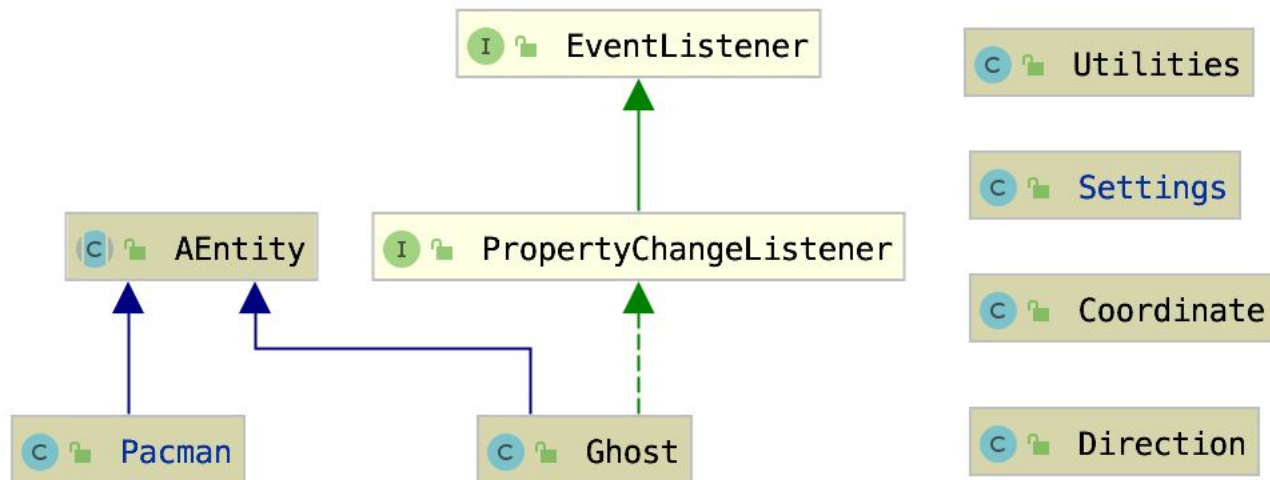 I EventListener
C Utilities
C Settings
C AEntity
I PropertyChangeListener
C Coordinate
C Pacman
C Ghost
C Direction